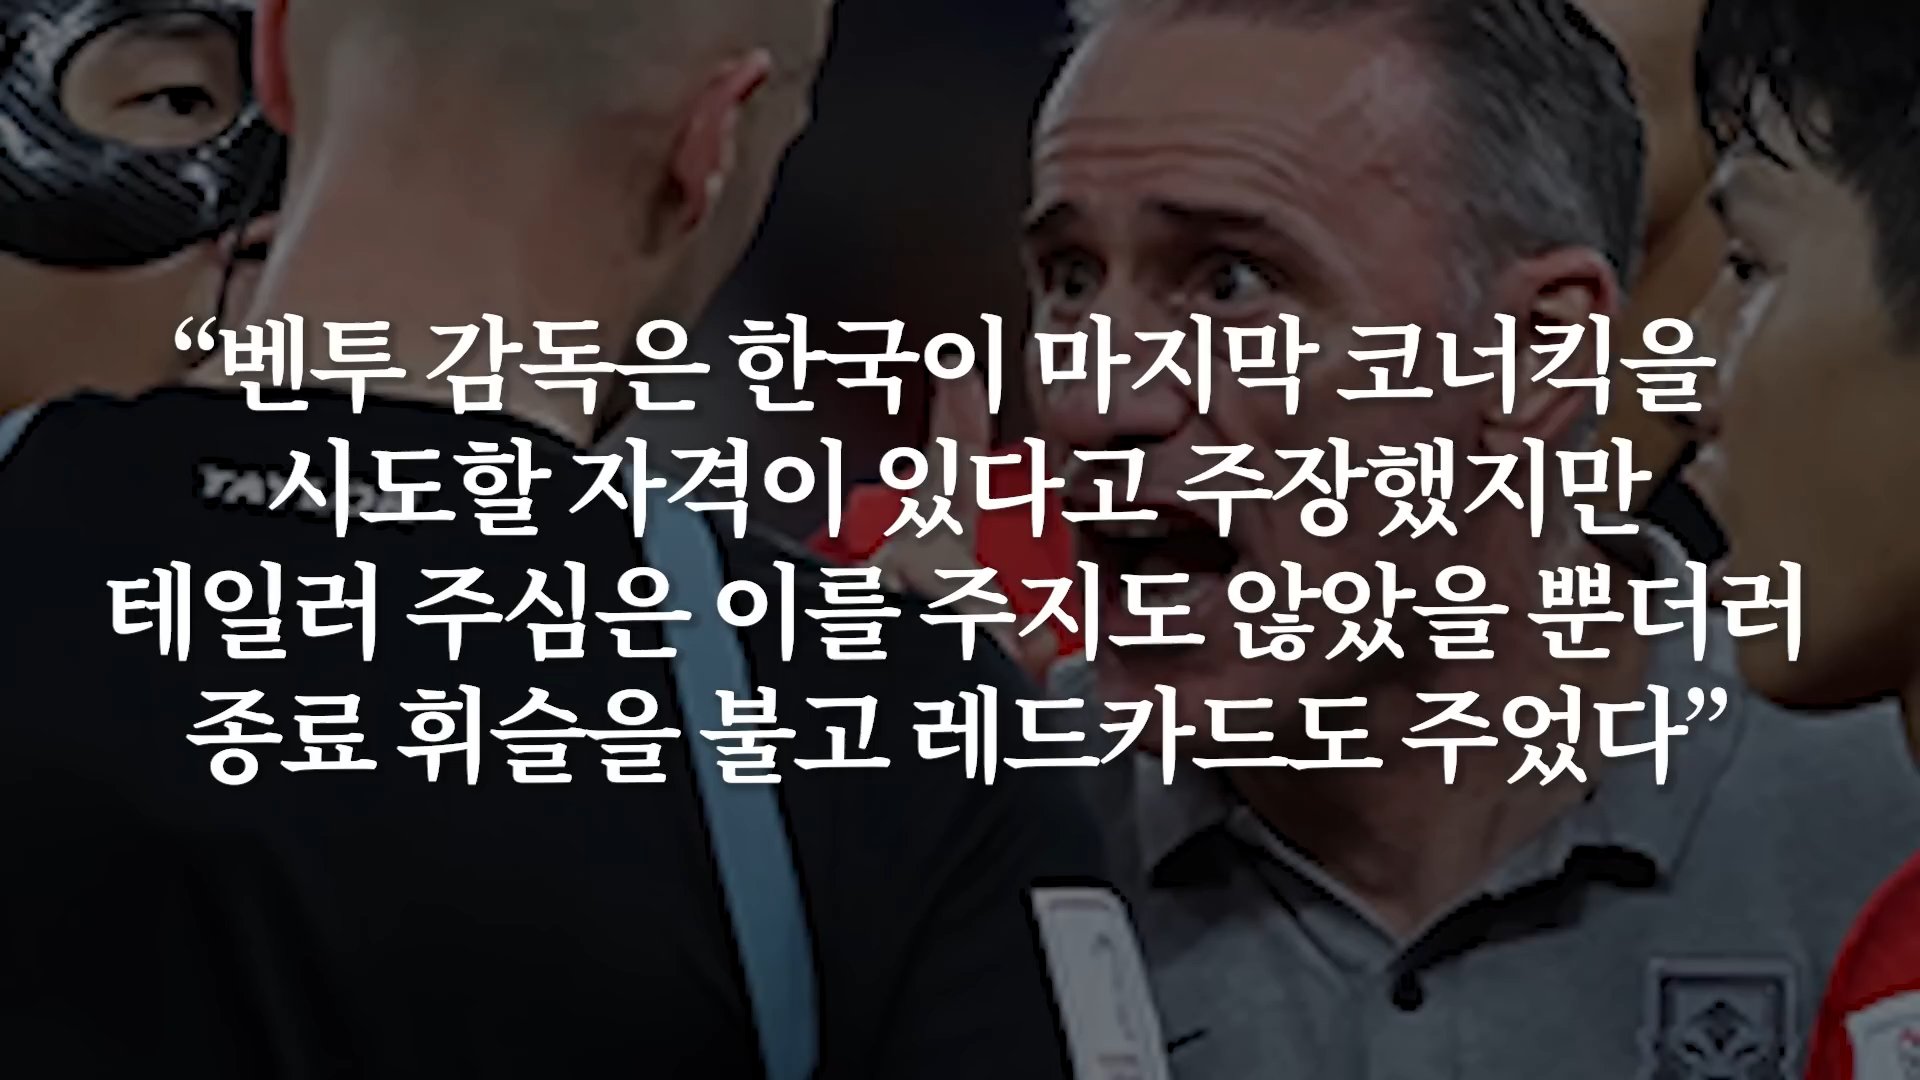 “벤투 감독은 한국이 마지막 코너킥을
시도할 자격이 있다고 주장했지만
테일러 주심은 이를 주지도 않았을 뿐더러
종료 휘슬을 불고 레드카드도 주었다”